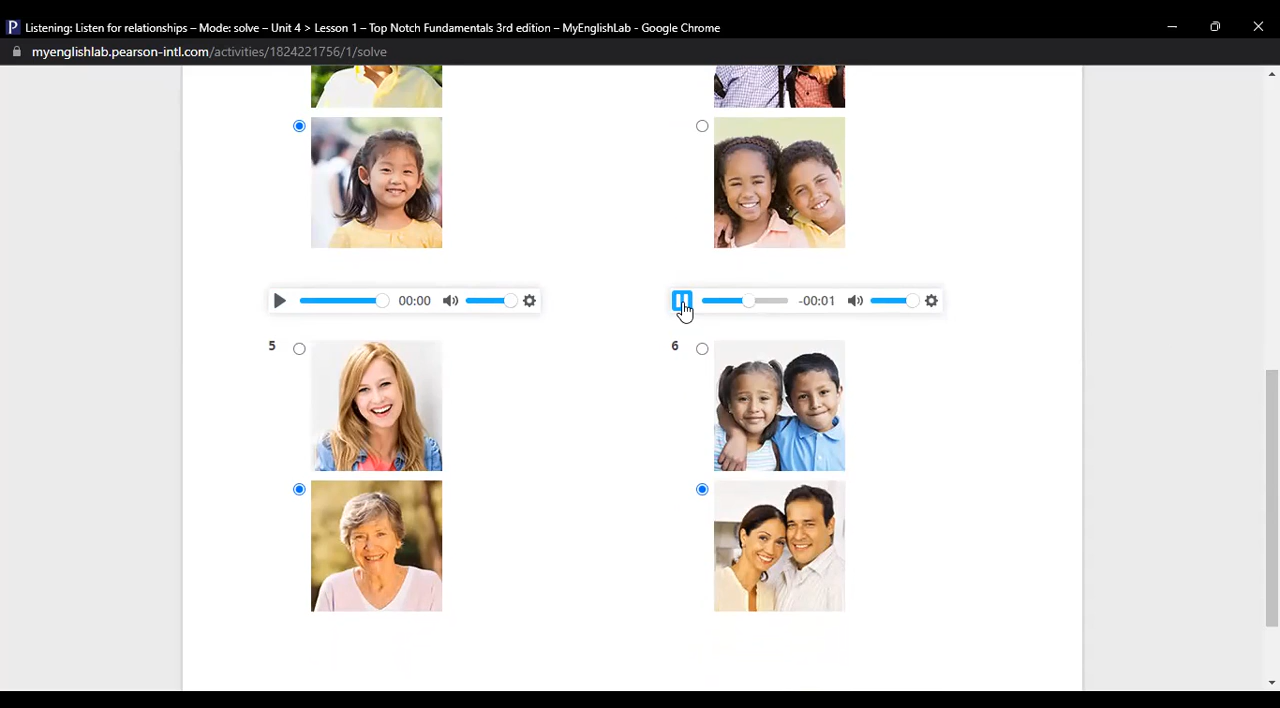 Listening: Listen for relationships – Mode: solve – Unit 4 > Lesson 1 – Top Notch Fundamentals 3rd edition – MyEnglishLab - Google Chrome
myenglishlab.pearson-intl.com/activities/1824221756/1/solve
00:00
-00:01
5
6